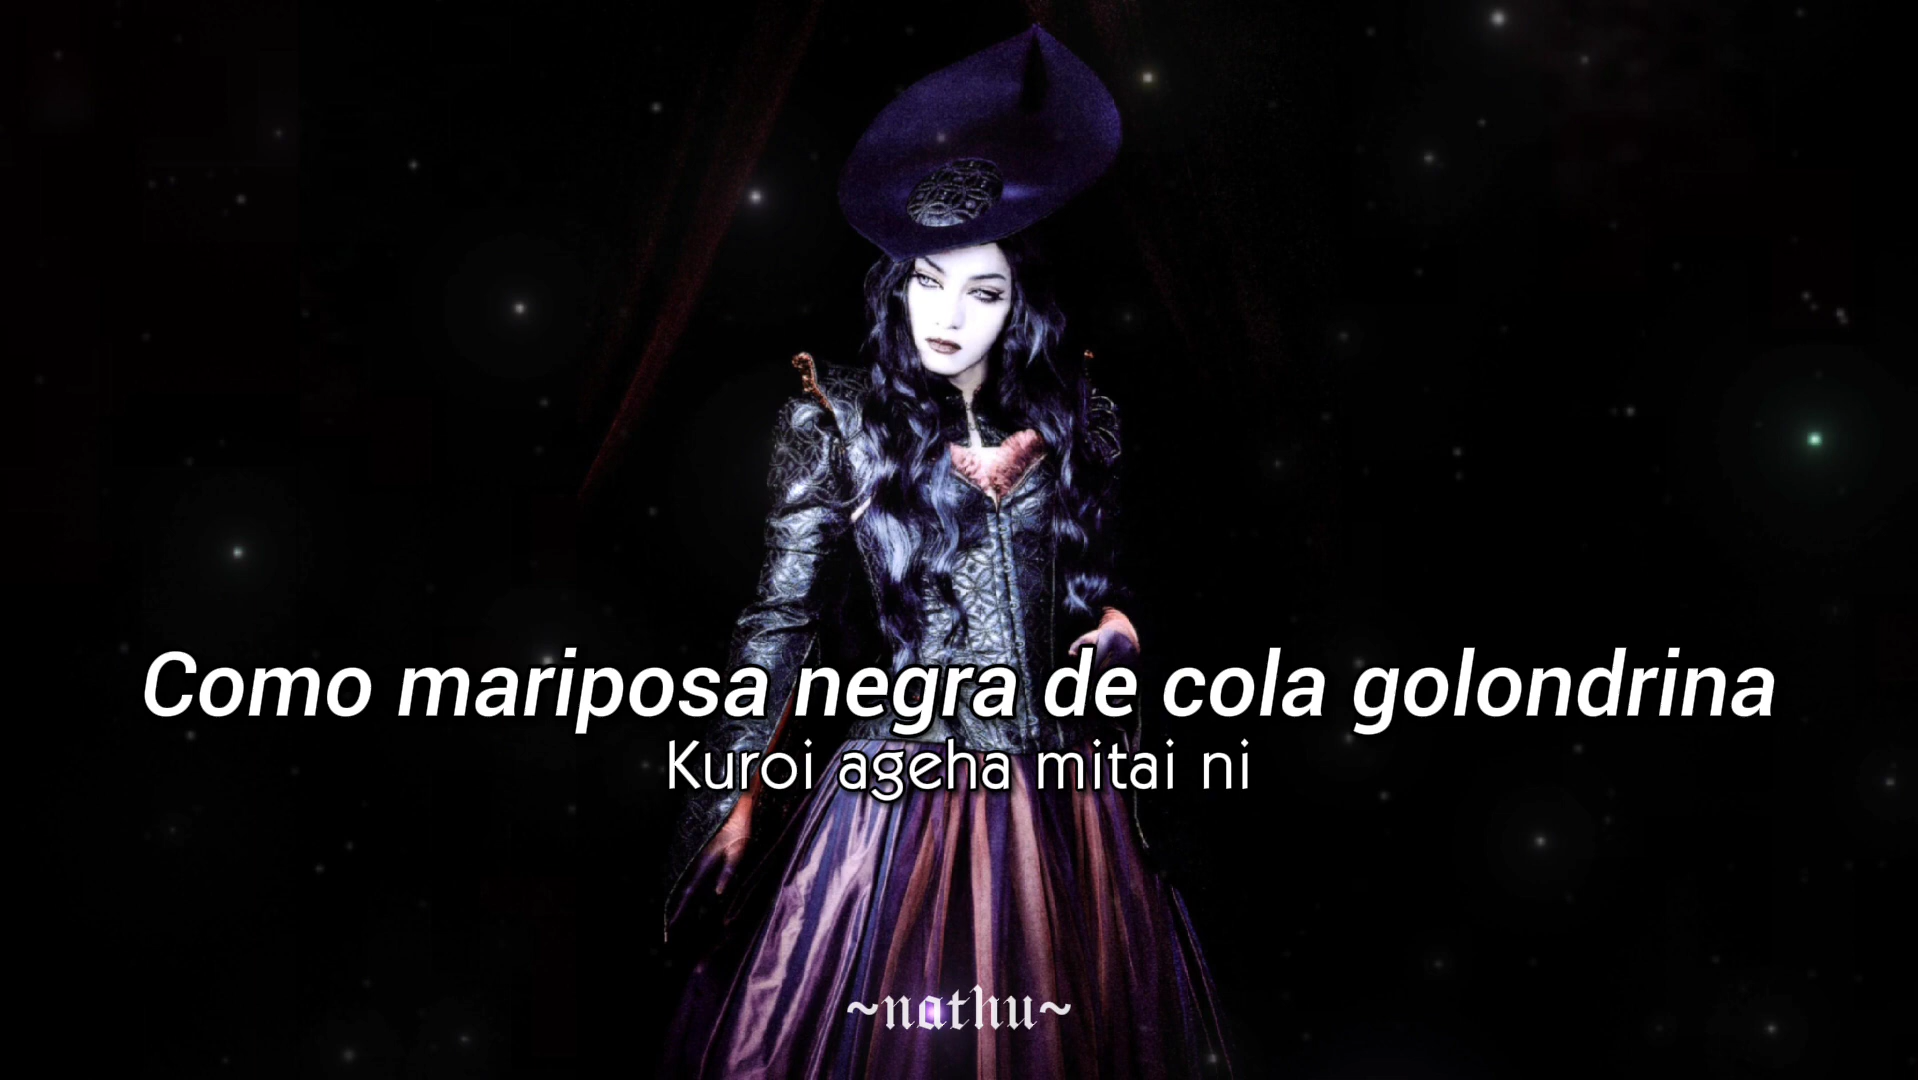 Como mariposa negra de cola golondrina
Kuroi ageha mitai ni
~nathu~